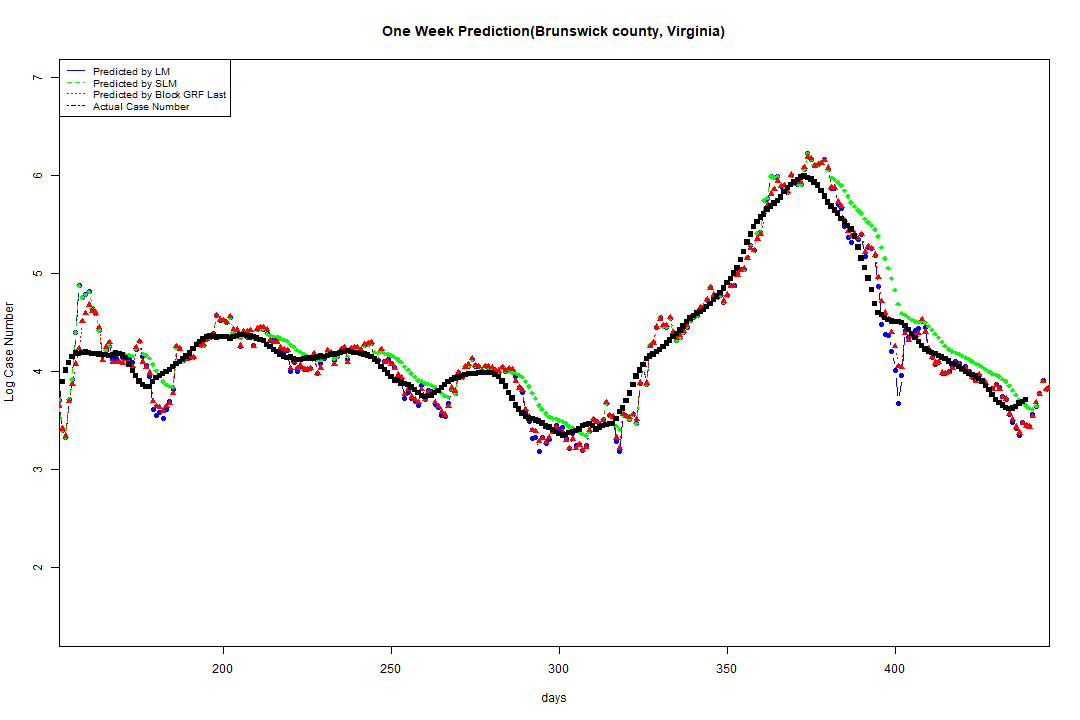 One Week Prediction(Brunswick county, Virginia)
Predicted by LM
Predicted by SLM
Predicted by Block GRF Last
Actual Case Number
7
6
5
4
3
2
Log Case Number
200 250 300 350 400
days